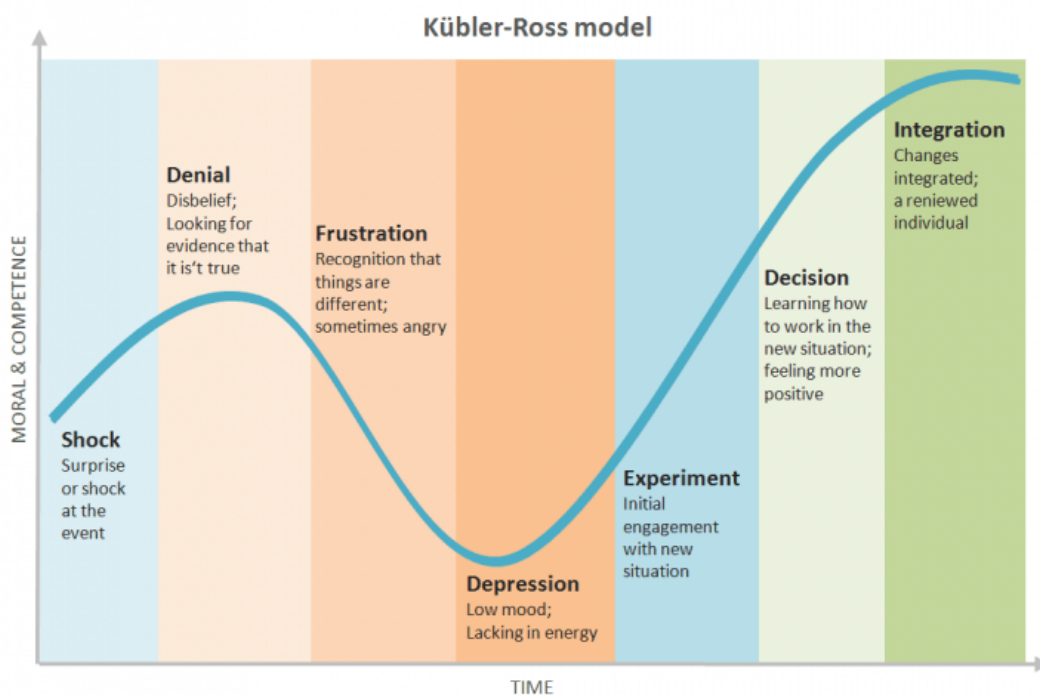 Kübler-Ross model
MORAL & COMPETENCE
Shock
Surprise
or shock
at the
event
Denial
Disbelief;
Looking for
evidence that
it is't true
Frustration
Recognition that
things are
different;
sometimes angry
Depression
Low mood;
Lacking in energy
Experiment
Initial
engagement
with new
situation
Decision
Learning how
to work in the
new situation;
feeling more
positive
Integration
Changes
integrated;
a reniewed
individual
TIME